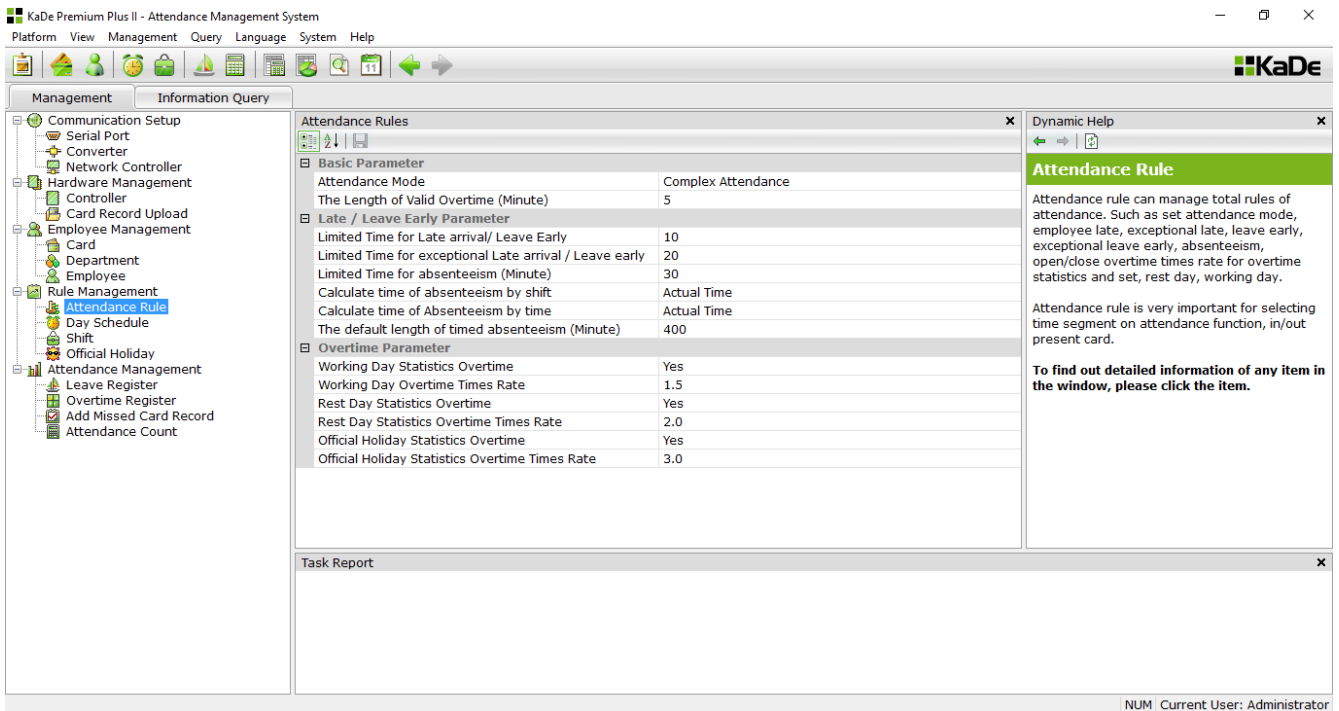 KaDe Premium Plus II - Attendance Management System
Platform View Management Query Language System Help
11
KaDe
Management Information Query
Communication Setup
Serial Port
Converter
Network Controller
Hardware Management
Controller
Card Record Upload
Employee Management
Card
Department
Employee
Rule Management
Attendance Rule
Day Schedule
Shift
Official Holiday
Attendance Management
Leave Register
Overtime Register
Add Missed Card Record
Attendance Count
Attendance Rules
Basic Parameter
Attendance Mode Complex Attendance
The Length of Valid Overtime (Minute) 5
Late / Leave Early Parameter
Limited Time for Late arrival/ Leave Early 10
Limited Time for exceptional Late arrival / Leave early 20
Limited Time for absenteeism (Minute) 30
Calculate time of absenteeism by shift Actual Time
Calculate time of Absenteeism by time Actual Time
The default length of timed absenteeism (Minute) 400
Overtime Parameter
Working Day Statistics Overtime Yes
Working Day Overtime Times Rate 1.5
Rest Day Statistics Overtime Yes
Rest Day Statistics Overtime Times Rate 2.0
Official Holiday Statistics Overtime Yes
Official Holiday Statistics Overtime Times Rate 3.0
Dynamic Help
Attendance Rule
Attendance rule can manage total rules of
attendance. Such as set attendance mode,
employee late, exceptional late, leave early,
exceptional leave early, absenteeism,
open/close overtime times rate for overtime
statistics and set, rest day, working day.
Attendance rule is very important for selecting
time segment on attendance function, in/out
present card.
To find out detailed information of any item in
the window, please click the item.
Task Report
NUM Current User: Administrator